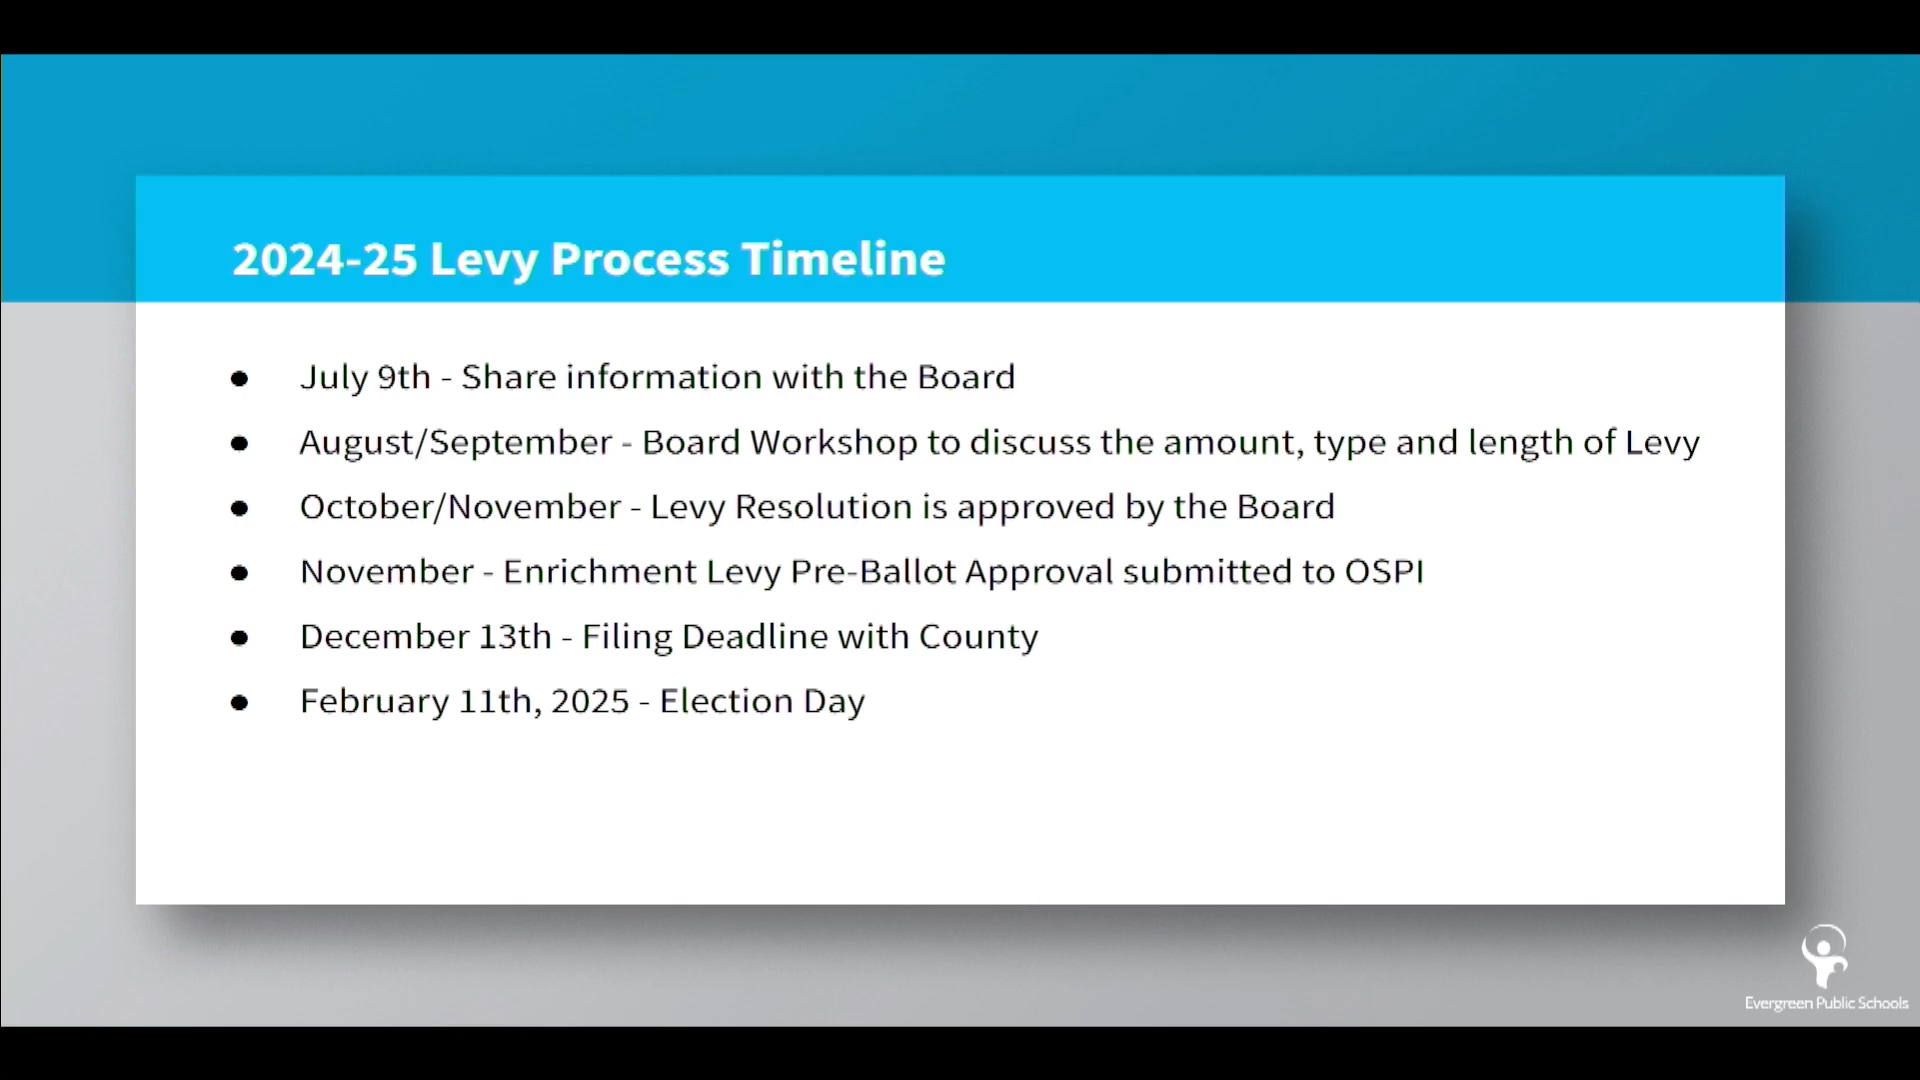 2024-25 Levy Process Timeline
● July 9th - Share information with the Board
● August/September - Board Workshop to discuss the amount, type and length of Levy
● October/November - Levy Resolution is approved by the Board
● November - Enrichment Levy Pre-Ballot Approval submitted to OSPI
● December 13th - Filing Deadline with County
● February 11th, 2025 - Election Day
Evergreen Public Schools